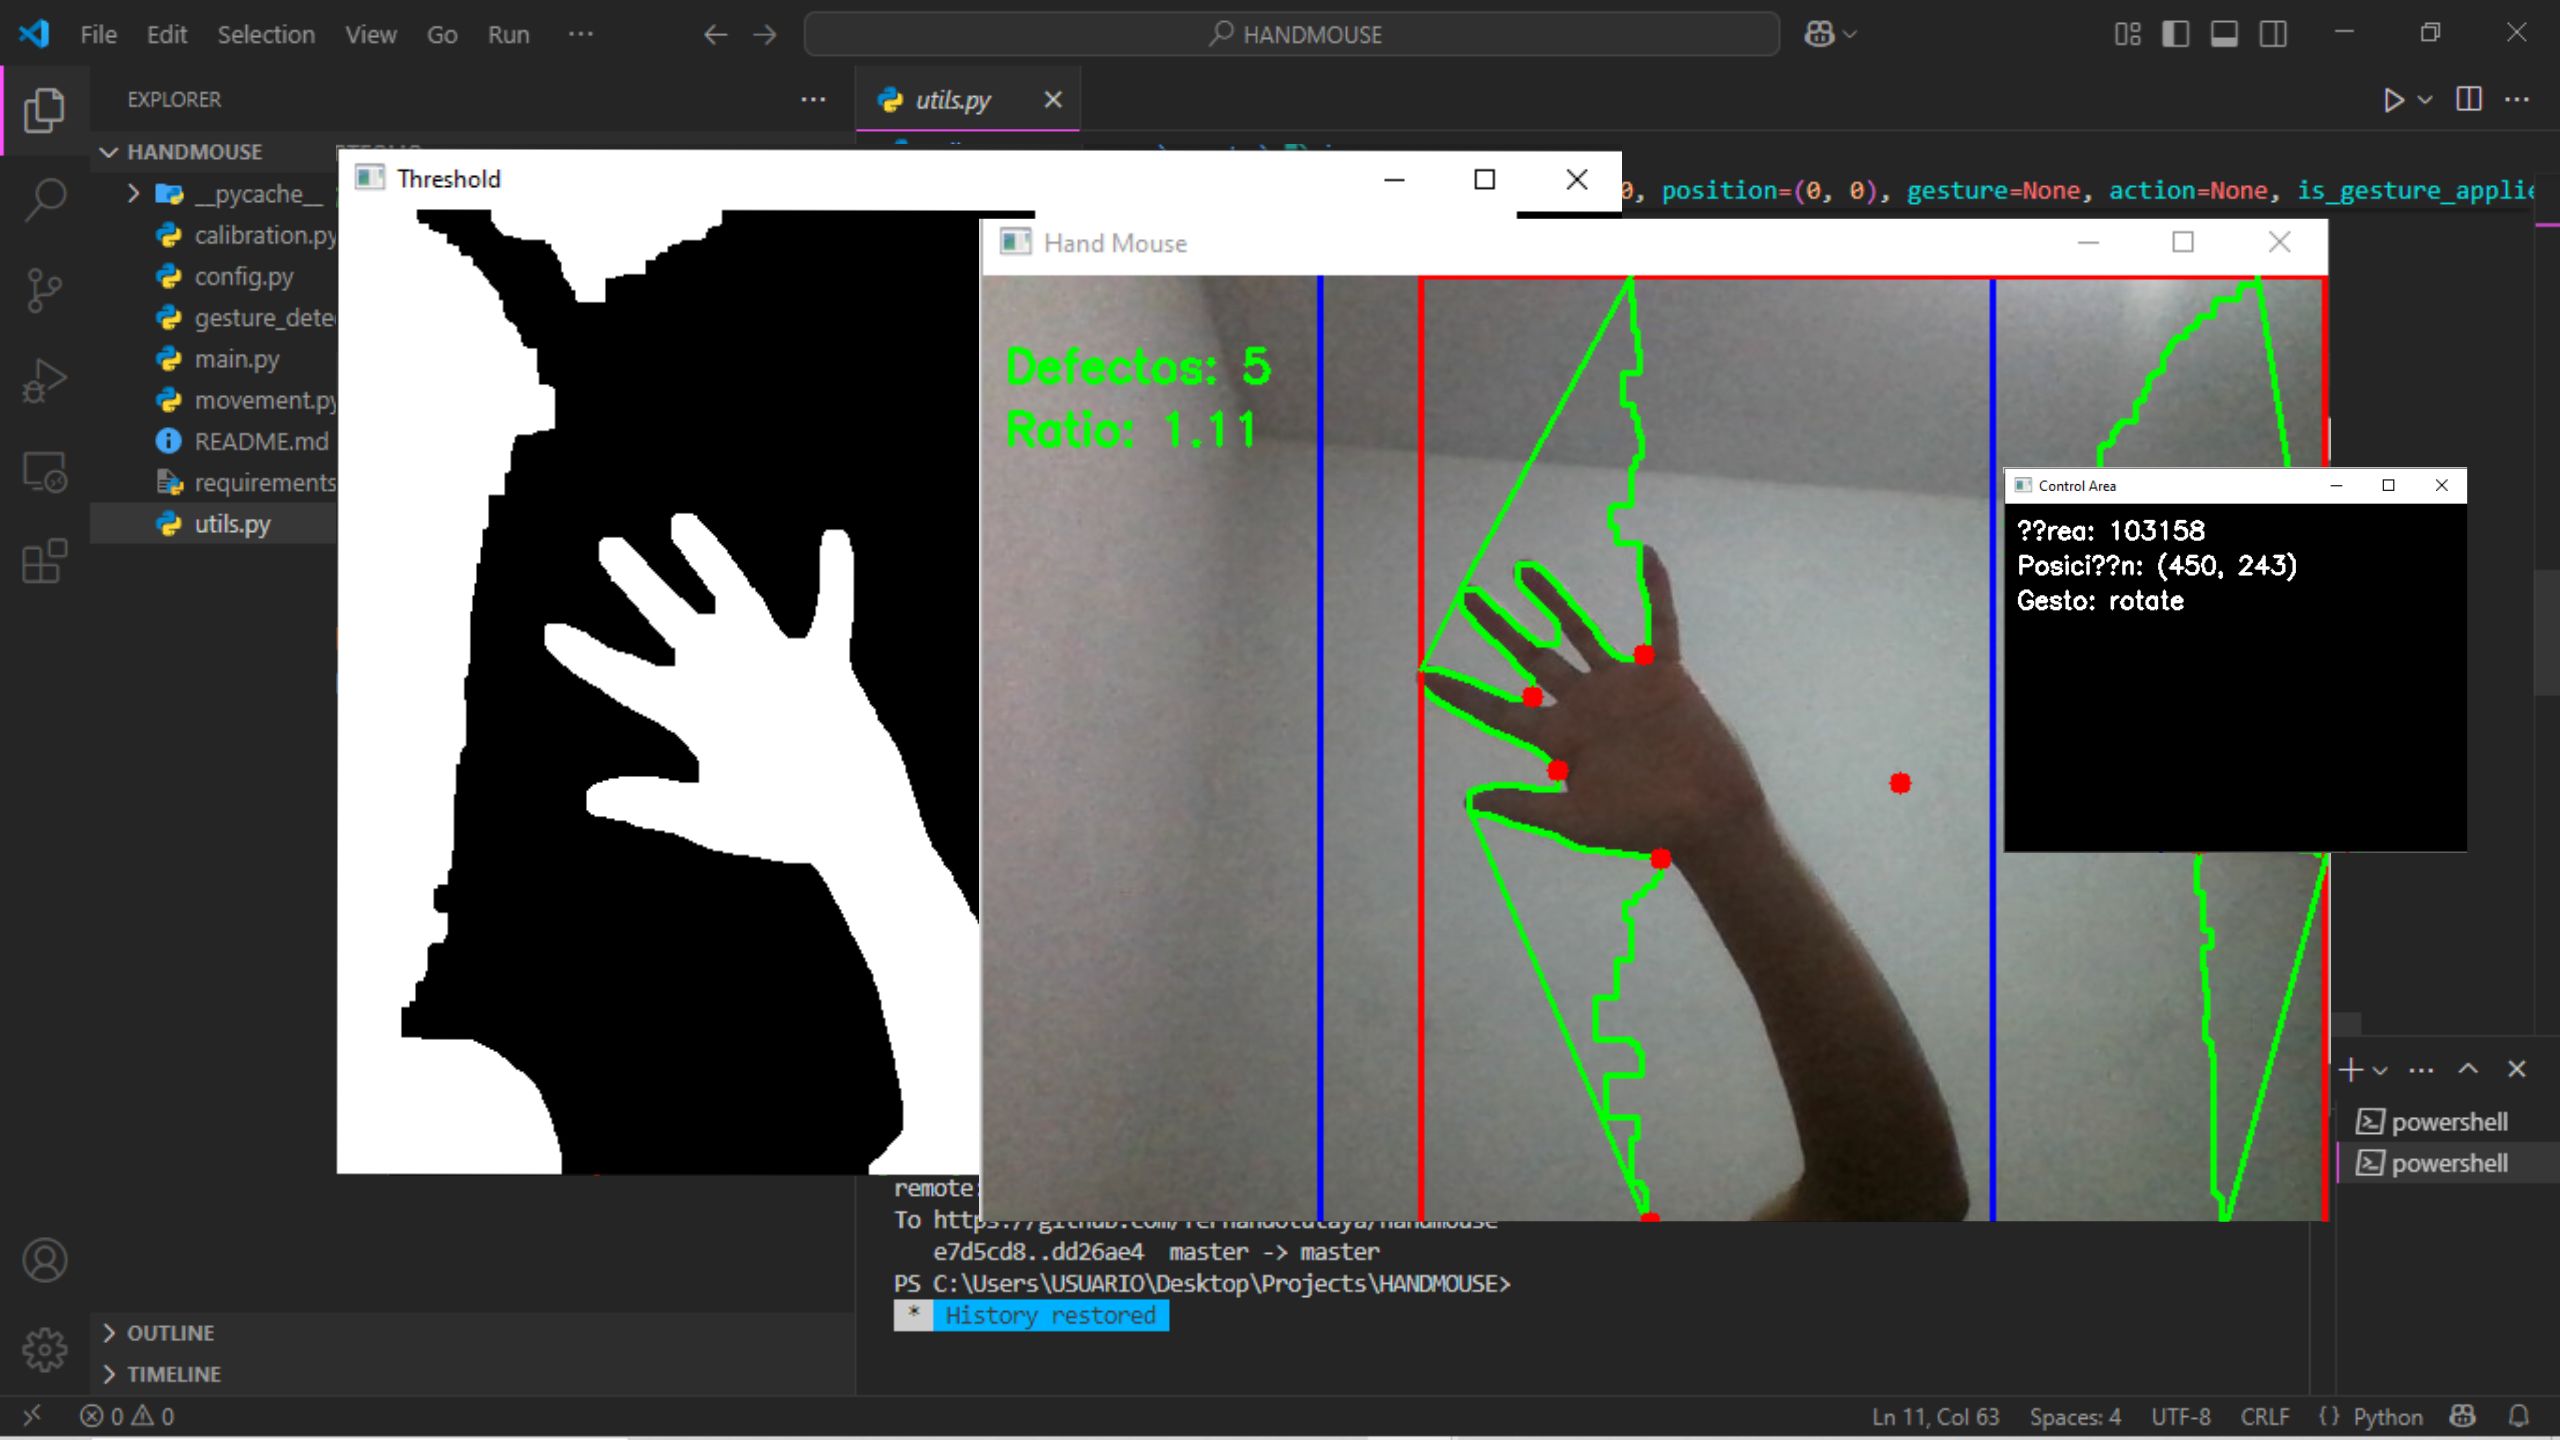 File Edit Selection View Go Run ··· HANDMOUSE
EXPLORER ···
utils.py
HANDMOUSE
__pycache__
calibration.py
config.py
gesture_dete
main.py
movement.py
README.md
requirements
utils.py
OUTLINE
TIMELINE
0, position=(0, 0), gesture=None, action=None, is_gesture_applie
Threshold
Hand Mouse
Defectos: 5
Ratio: 1.11
Control Area
??rea: 103158
Posici??n: (450, 243)
Gesto: rotate
remote:
To https://github.com/fernandotutaya/handmouse
e7d5cd8..dd26ae4 master -> master
PS C:\Users\USUARIO\Desktop\Projects\HANDMOUSE>
* History restored
powershell
powershell
0 0 Ln 11, Col 63 Spaces: 4 UTF-8 CRLF {} Python